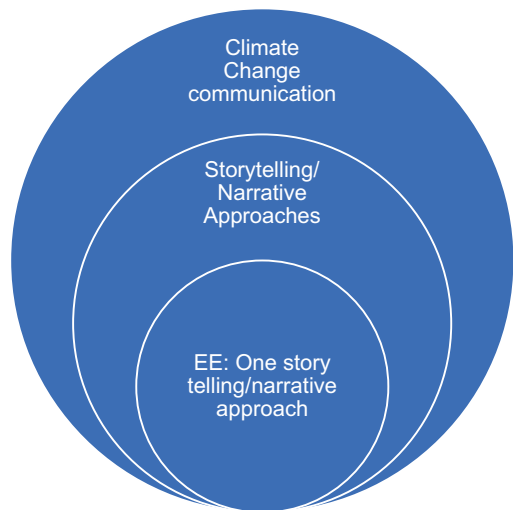 Climate
Change
communication
Storytelling/
Narrative
Approaches
EE: One story
telling/narrative
approach